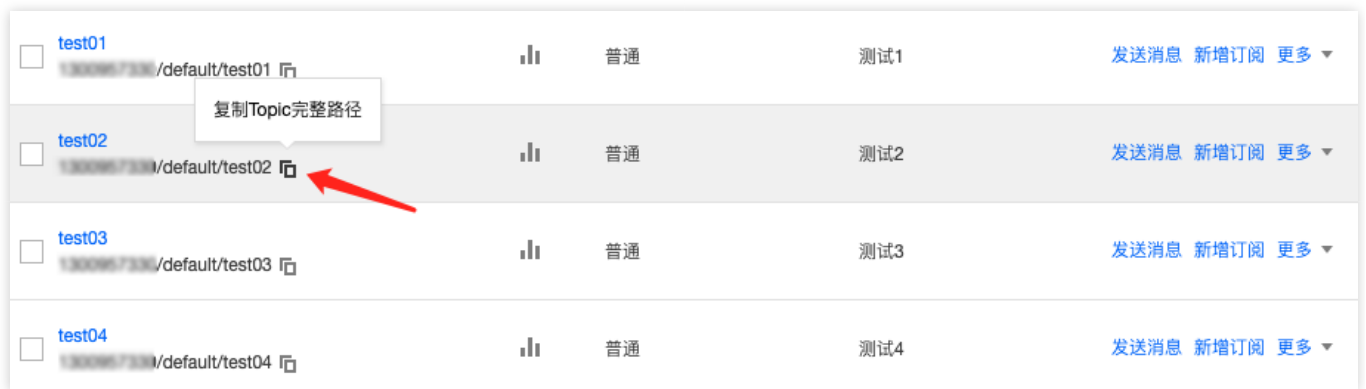 test01
/default/test01 普通 测试1 发送消息 新增订阅 更多
复制Topic完整路径
test02
/default/test02 普通 测试2 发送消息 新增订阅 更多
test03
/default/test03 普通 测试3 发送消息 新增订阅 更多
test04
/default/test04 普通 测试4 发送消息 新增订阅 更多